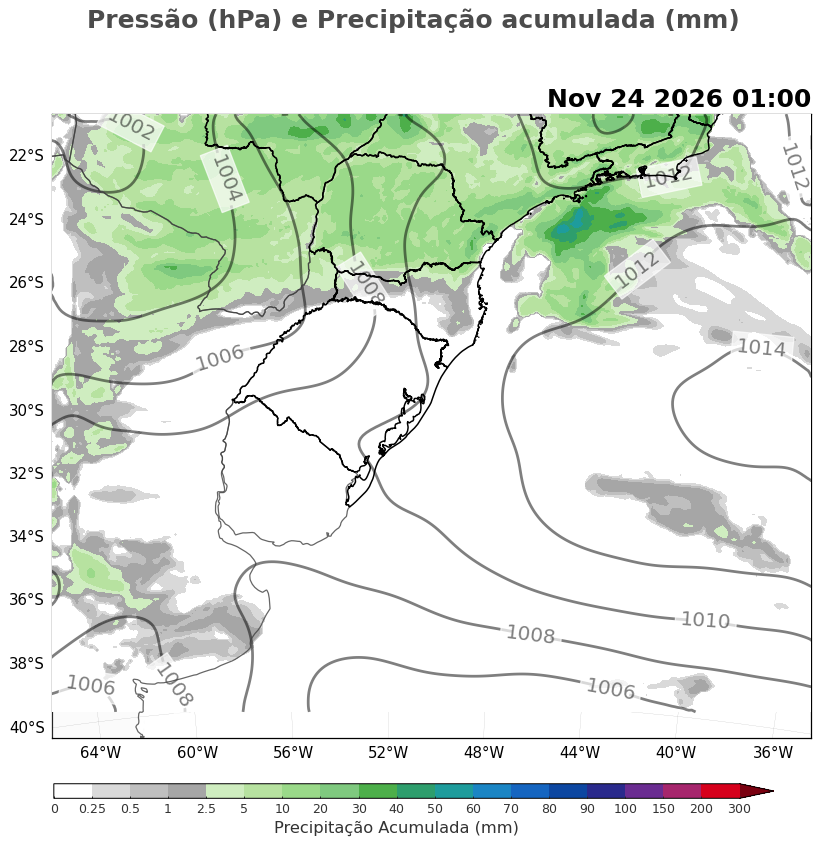 Pressão (hPa) e Precipitação acumulada (mm)
Nov 24 2026 01:00
1002
1004
1012
1012
1008
1012
1006
1014
1010
1008
1008
1006
1006
22°S
24°S
26°S
28°S
30°S
32°S
34°S
36°S
38°S
40°S
64°W 60°W 56°W 52°W 48°W 44°W 40°W 36°W
0 0.25 0.5 1 2.5 5 10 20 30 40 50 60 70 80 90 100 150 200 300
Precipitação Acumulada (mm)